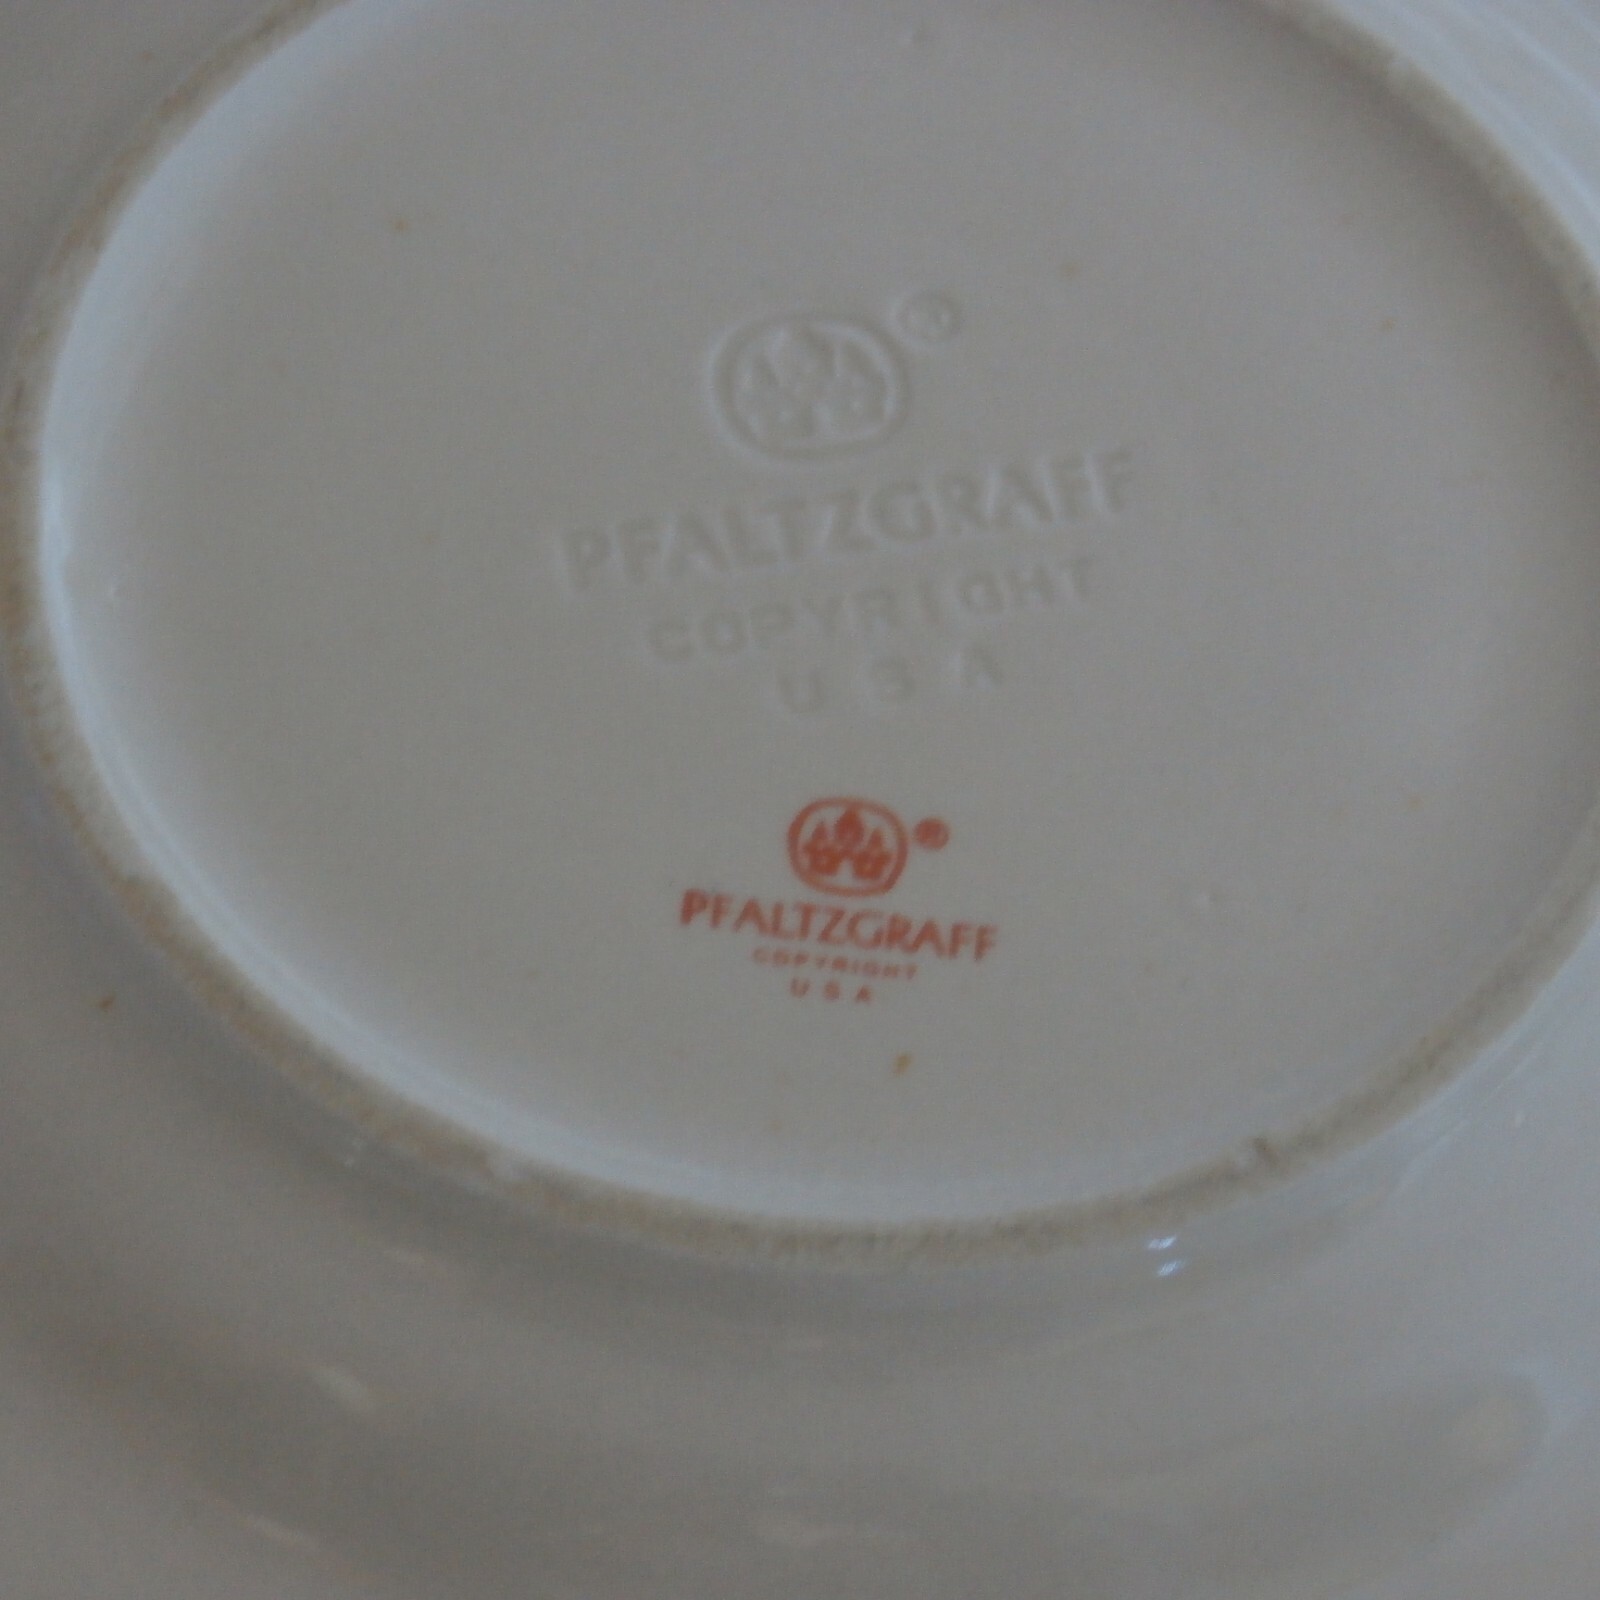 ®
PFALTZGRAFF
COPYRIGHT
U S A
®
PFALTZGRAFF
COPYRIGHT
U S A